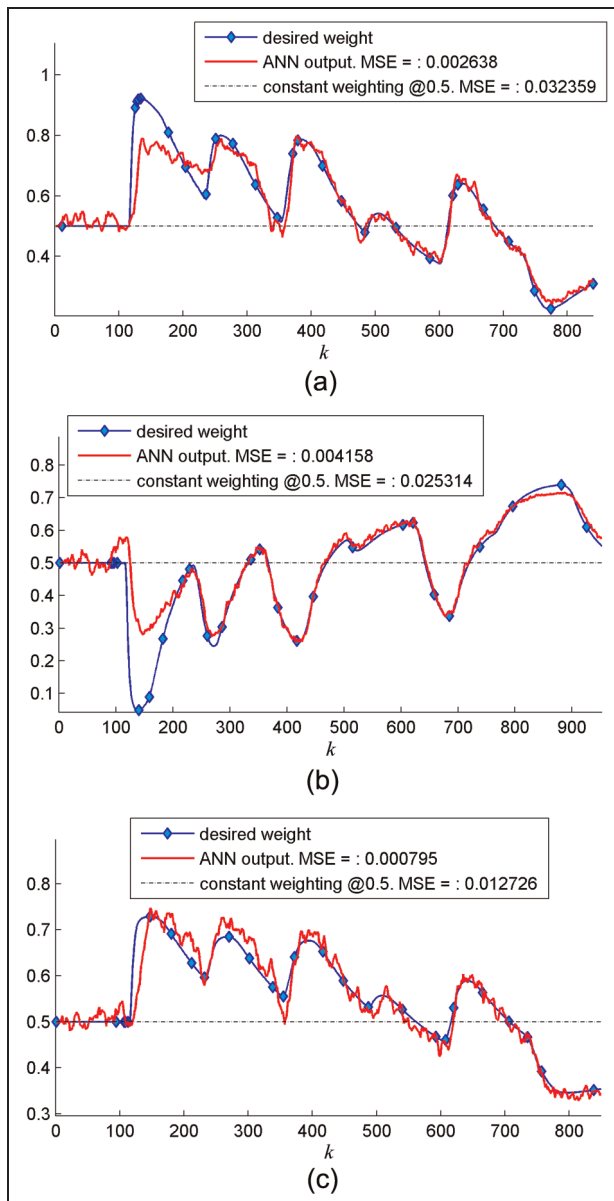 desired weight
ANN output. MSE = : 0.002638
constant weighting @0.5. MSE = : 0.032359
1
0.8
0.6
0.4
0 100 200 300 400 500 600 700 800
k
(a)
desired weight
ANN output. MSE = : 0.004158
constant weighting @0.5. MSE = : 0.025314
0.8
0.7
0.6
0.5
0.4
0.3
0.2
0.1
0 100 200 300 400 500 600 700 800 900
k
(b)
desired weight
ANN output. MSE = : 0.000795
constant weighting @0.5. MSE = : 0.012726
0.8
0.7
0.6
0.5
0.4
0.3
0 100 200 300 400 500 600 700 800
k
(c)